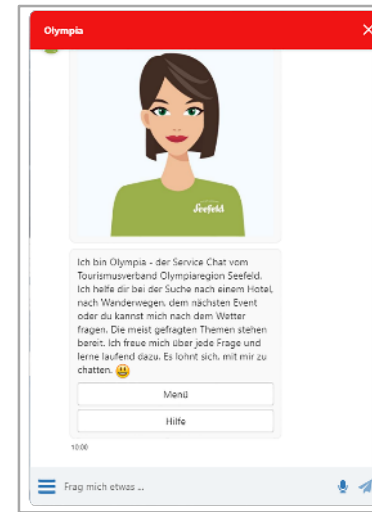 Olympia
Seefeld
Ich bin Olympia - der Service Chat vom
Tourismusverband Olympiaregion Seefeld.
Ich helfe dir bei der Suche nach einem Hotel,
nach Wanderwegen, dem nächsten Event
oder du kannst mich nach dem Wetter
fragen. Die meist gefragten Themen stehen
bereit. Ich freue mich über jede Frage und
lerne laufend dazu. Es lohnt sich, mit mir zu
chatten. 😃
Menü
Hilfe
10:00
Frag mich etwas ...